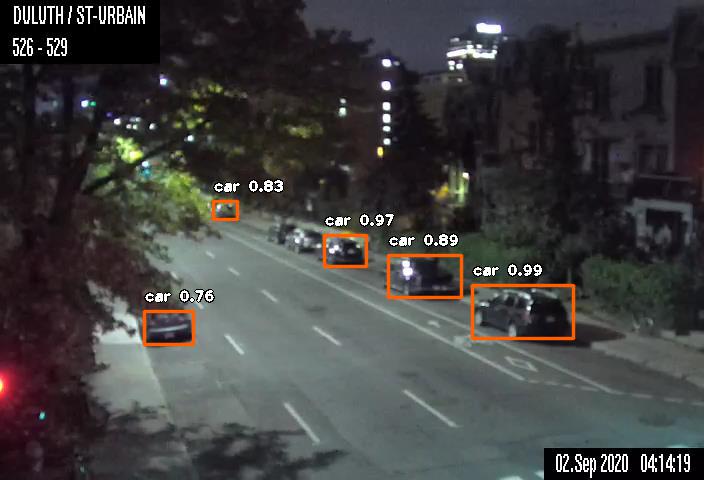 DULUTH / ST-URBAIN
526 - 529
car 0.83
car 0.97
car 0.89
car 0.99
car 0.76
02.Sep 2020 04:14:19